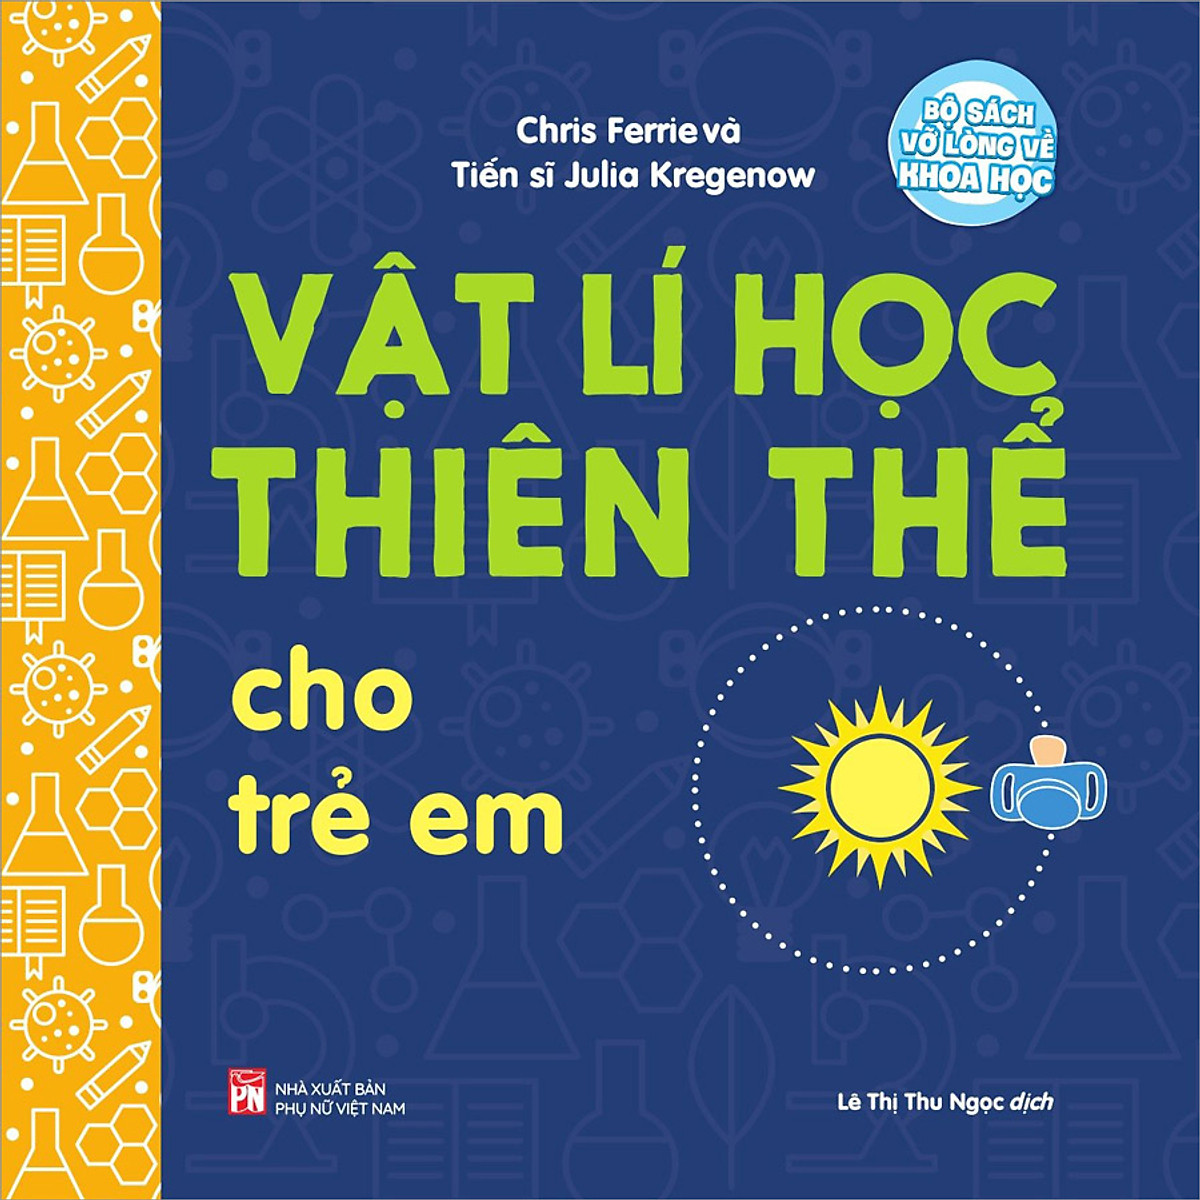 Chris Ferrie và
Tiến sĩ Julia Kregenow
BỘ SÁCH
VỠ LÒNG VỀ
KHOA HỌC
VẬT LÍ HỌC
THIÊN THỂ
cho
trẻ em
PN
NHÀ XUẤT BẢN
PHỤ NỮ VIỆT NAM
Lê Thị Thu Ngọc dịch